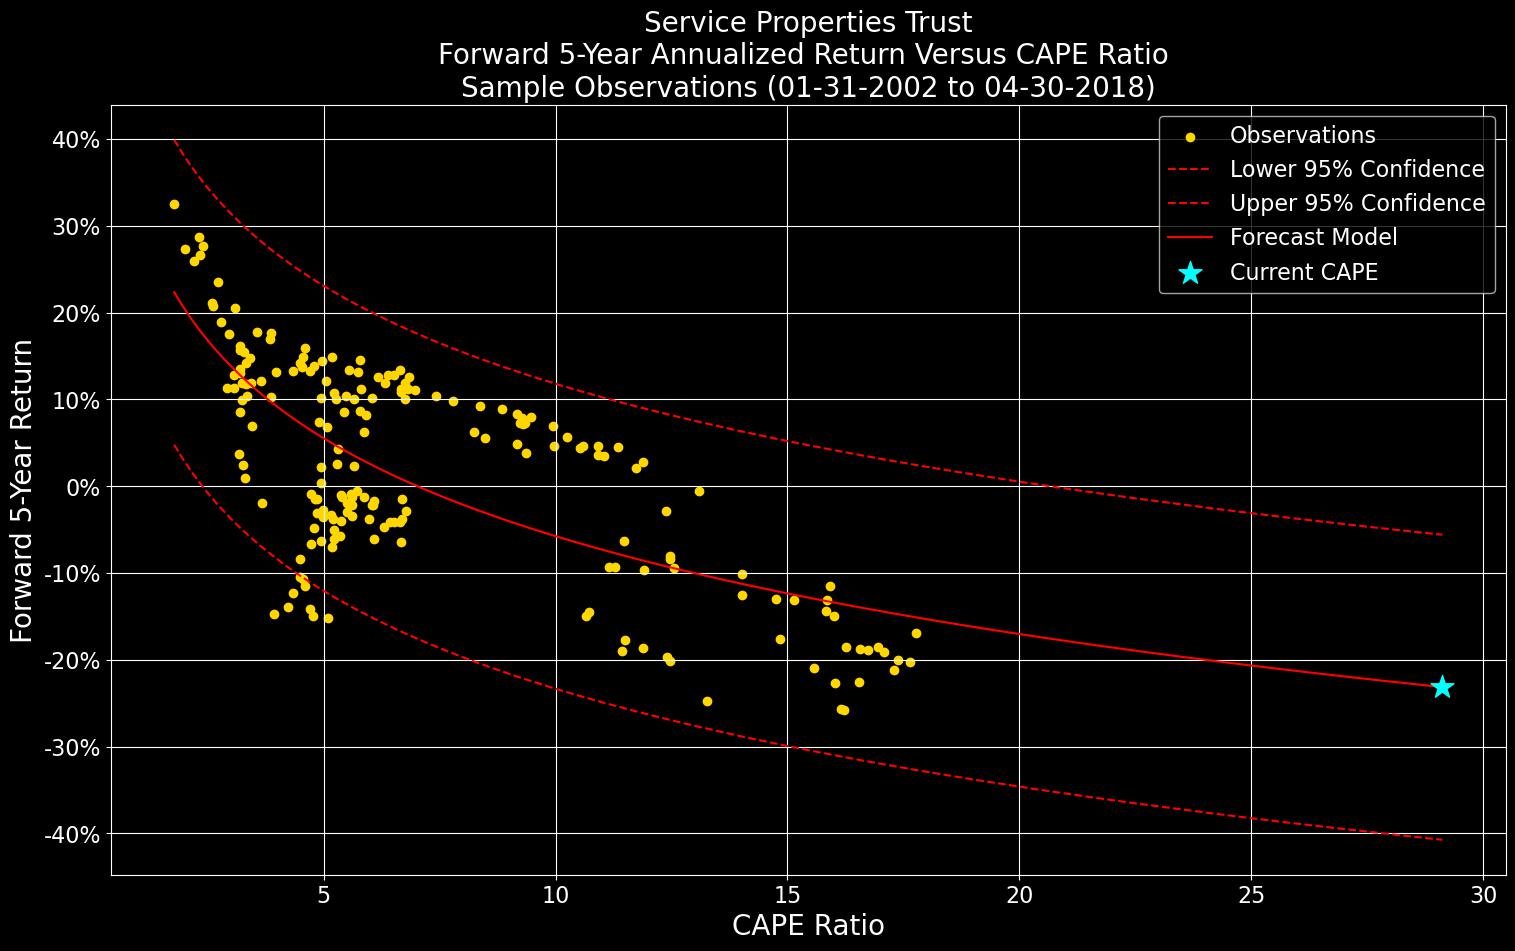 Service Properties Trust
Forward 5-Year Annualized Return Versus CAPE Ratio
Sample Observations (01-31-2002 to 04-30-2018)
Observations
Lower 95% Confidence
Upper 95% Confidence
Forecast Model
Current CAPE
Forward 5-Year Return
40%
30%
20%
10%
0%
-10%
-20%
-30%
-40%
5 10 15 20 25 30
CAPE Ratio